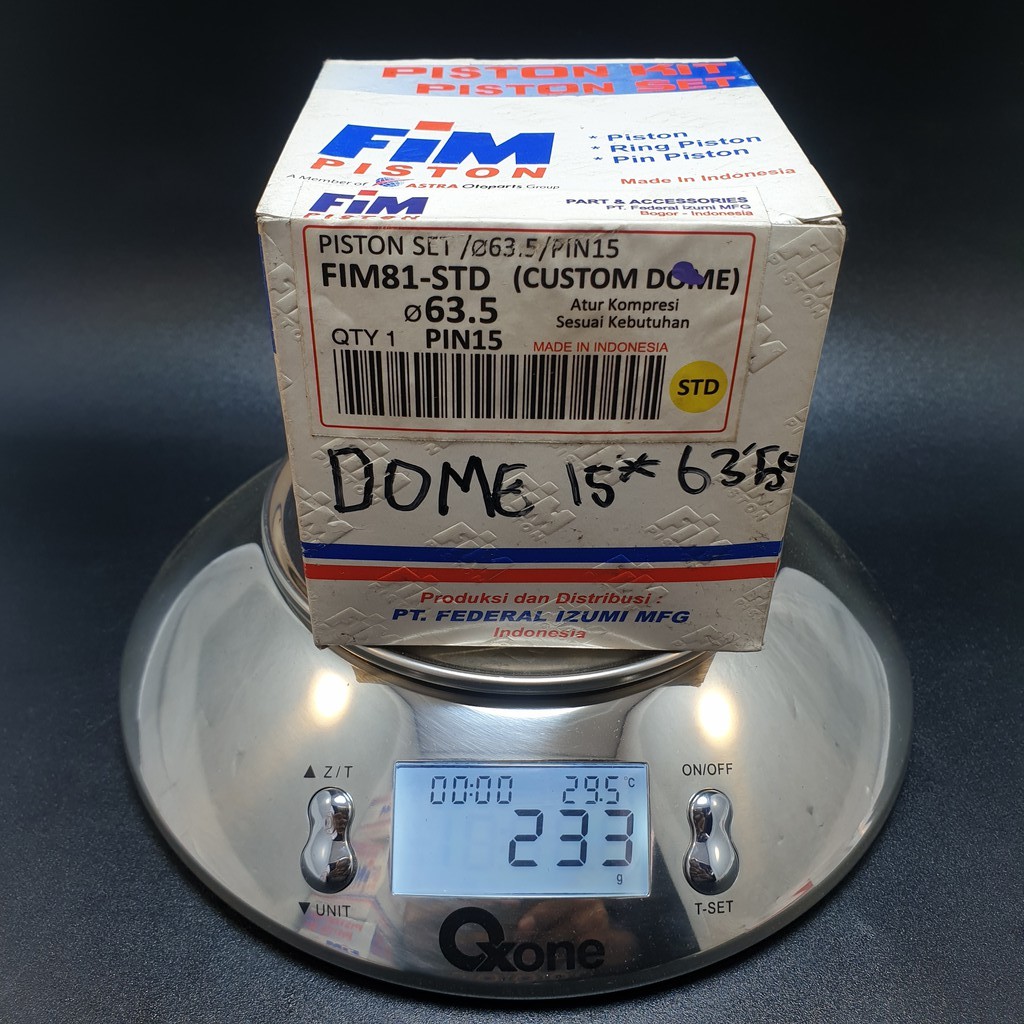 PISTON KIT
PISTON SET
FiM
PISTON
A Member of ASTRA Otoparts Group
* Piston
* Ring Piston
* Pin Piston
Made in Indonesia
FiM
PISTON
PART & ACCESSORIES
PT. Federal Izumi MFG
Bogor - Indonesia
PISTON SET /ø63.5/PIN15
FIM81-STD (CUSTOM DOME)
ø63.5
Atur Kompresi
Sesuai Kebutuhan
QTY 1 PIN15
MADE IN INDONESIA
STD
DOME 15* 63
Produksi dan Distribusi :
PT. FEDERAL IZUMI MFG
Indonesia
▲ Z/T
▼ UNIT
00:00 29.5 °C
233
g
ON/OFF
T-SET
Oxone